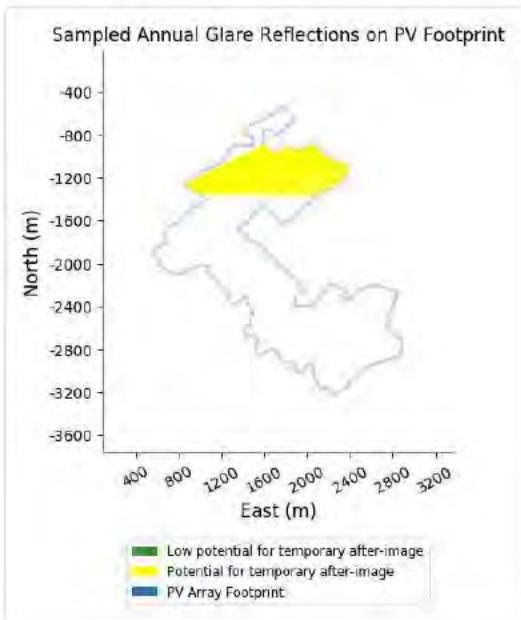 Sampled Annual Glare Reflections on PV Footprint
-400
-800
-1200
-1600
-2000
-2400
-2800
-3200
-3600
North (m)
400
800
1200
1600
2000
2400
2800
3200
East (m)
Low potential for temporary after-image
Potential for temporary after-image
PV Array Footprint